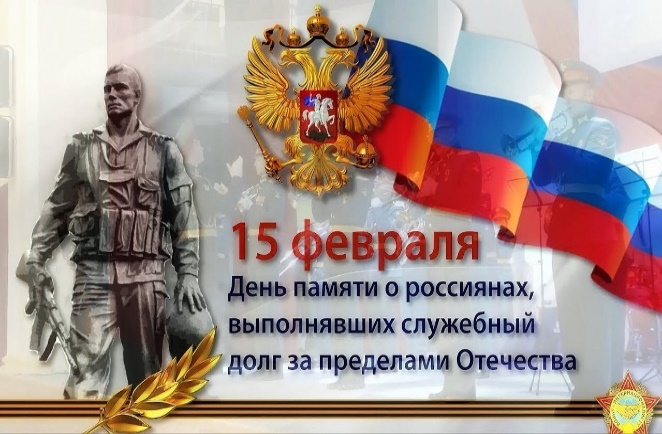 15 февраля
День памяти о россиянах,
выполнявших служебный
долг за пределами Отечества